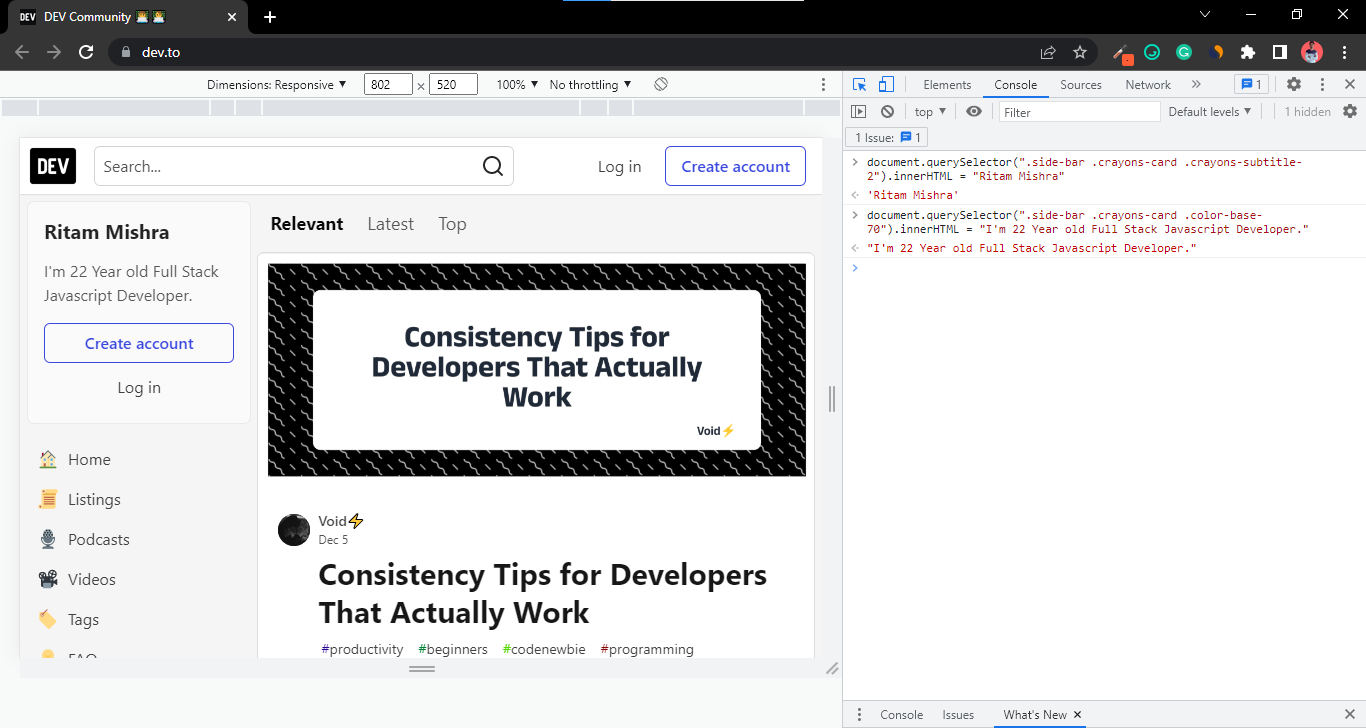 DEV DEV Community
dev.to
Dimensions: Responsive ▼ 802 × 520 100% ▼ No throttling ▼
DEV
Search...
Log in
Create account
Ritam Mishra
I'm 22 Year old Full Stack
Javascript Developer.
Create account
Log in
Home
Listings
Podcasts
Videos
Tags
FAQ
Relevant Latest Top
Consistency Tips for
Developers That Actually
Work
Void⚡
Void⚡
Dec 5
Consistency Tips for Developers
That Actually Work
#productivity #beginners #codenewbie #programming
Elements Console Sources Network » 1
top ▼ Filter Default levels ▼ 1 hidden
1 Issue: 1
document.querySelector(".side-bar .crayons-card .crayons-subtitle-
2").innerHTML = "Ritam Mishra"
'Ritam Mishra'
document.querySelector(".side-bar .crayons-card .color-base-
70").innerHTML = "I'm 22 Year old Full Stack Javascript Developer."
"I'm 22 Year old Full Stack Javascript Developer."
Console Issues What's New ×